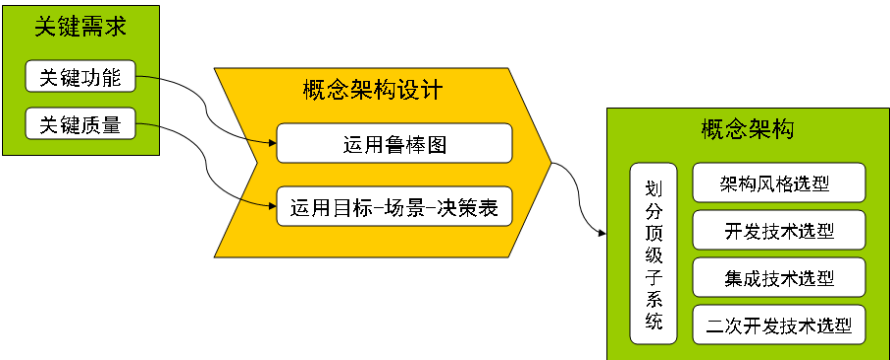 关键需求
关键功能
关键质量
概念架构设计
运用鲁棒图
运用目标-场景-决策表
概念架构
划分顶级子系统
架构风格选型
开发技术选型
集成技术选型
二次开发技术选型